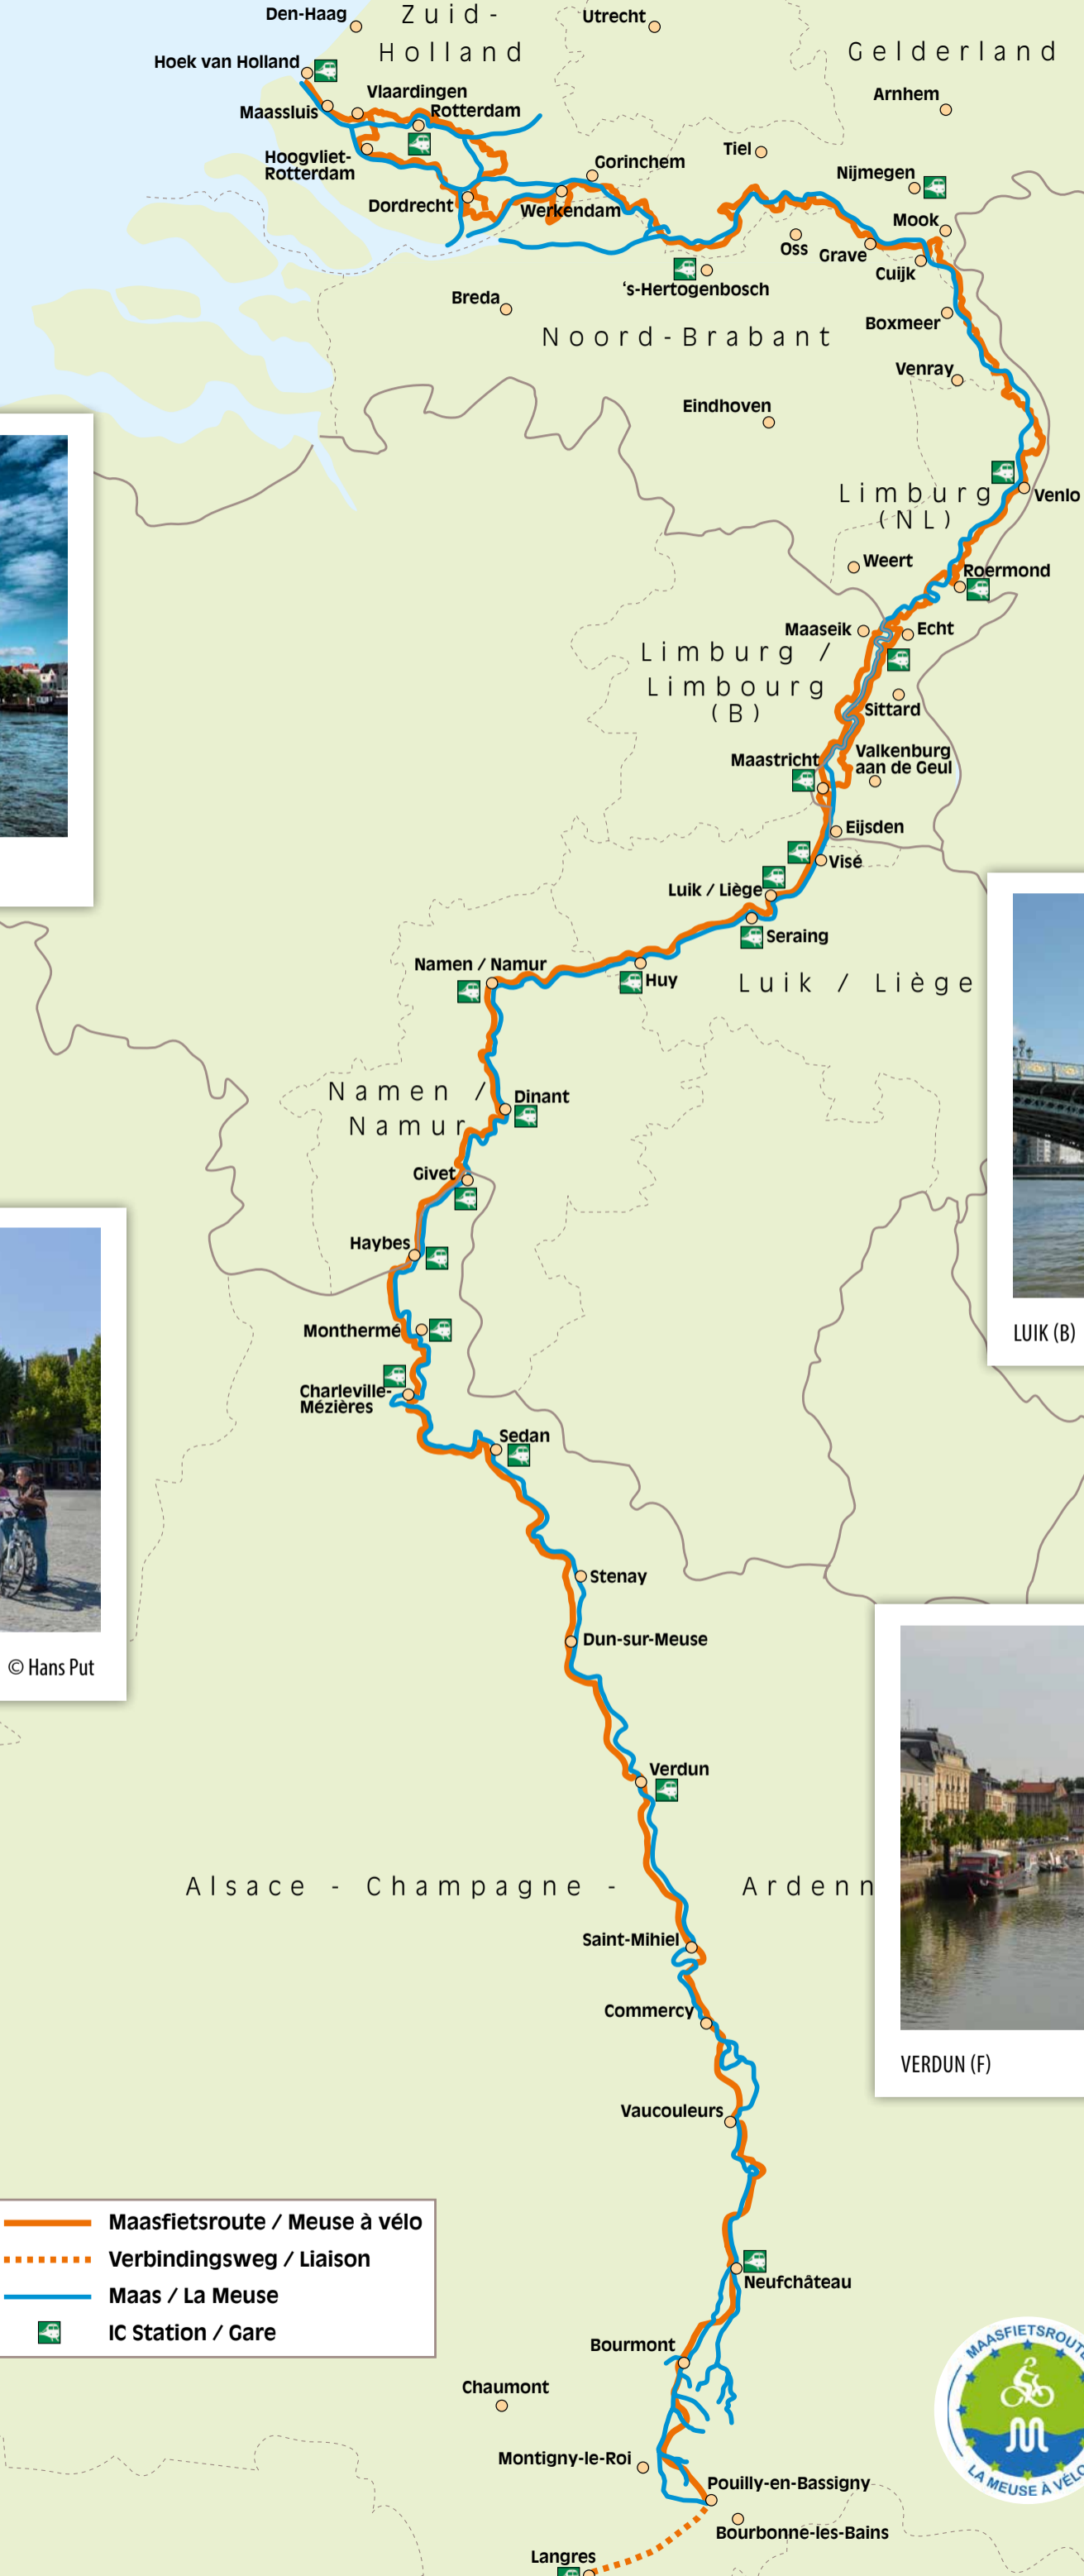 Den-Haag
Zuid-
Holland
Utrecht
Gelderland
Hoek van Holland
Vlaardingen
Arnhem
Maassluis
Rotterdam
Hoogvliet-
Rotterdam
Tiel
Gorinchem
Nijmegen
Dordrecht
Werkendam
Mook
Oss
Grave
Cuijk
's-Hertogenbosch
Breda
Boxmeer
Noord-Brabant
Venray
Eindhoven
Limburg
(NL)
Venlo
Weert
Roermond
Maaseik
Echt
Limburg /
Limbourg
(B)
Sittard
Maastricht
Valkenburg
aan de Geul
Eijsden
Visé
Luik / Liège
Seraing
Namen / Namur
Huy
Luik / Liège
Namen /
Namur
Dinant
Givet
Haybes
Monthermé
LUIK (B)
Charleville-
Mézières
Sedan
Stenay
Dun-sur-Meuse
© Hans Put
Verdun
Alsace - Champagne - Ardenn
Saint-Mihiel
Commercy
VERDUN (F)
Vaucouleurs
Maasfietsroute / Meuse à vélo
Verbindingsweg / Liaison
Maas / La Meuse
IC Station / Gare
Neufchâteau
Bourmont
Chaumont
MAASFIETSROUTE
LA MEUSE À VÉLO
Montigny-le-Roi
Pouilly-en-Bassigny
Bourbonne-les-Bains
Langres